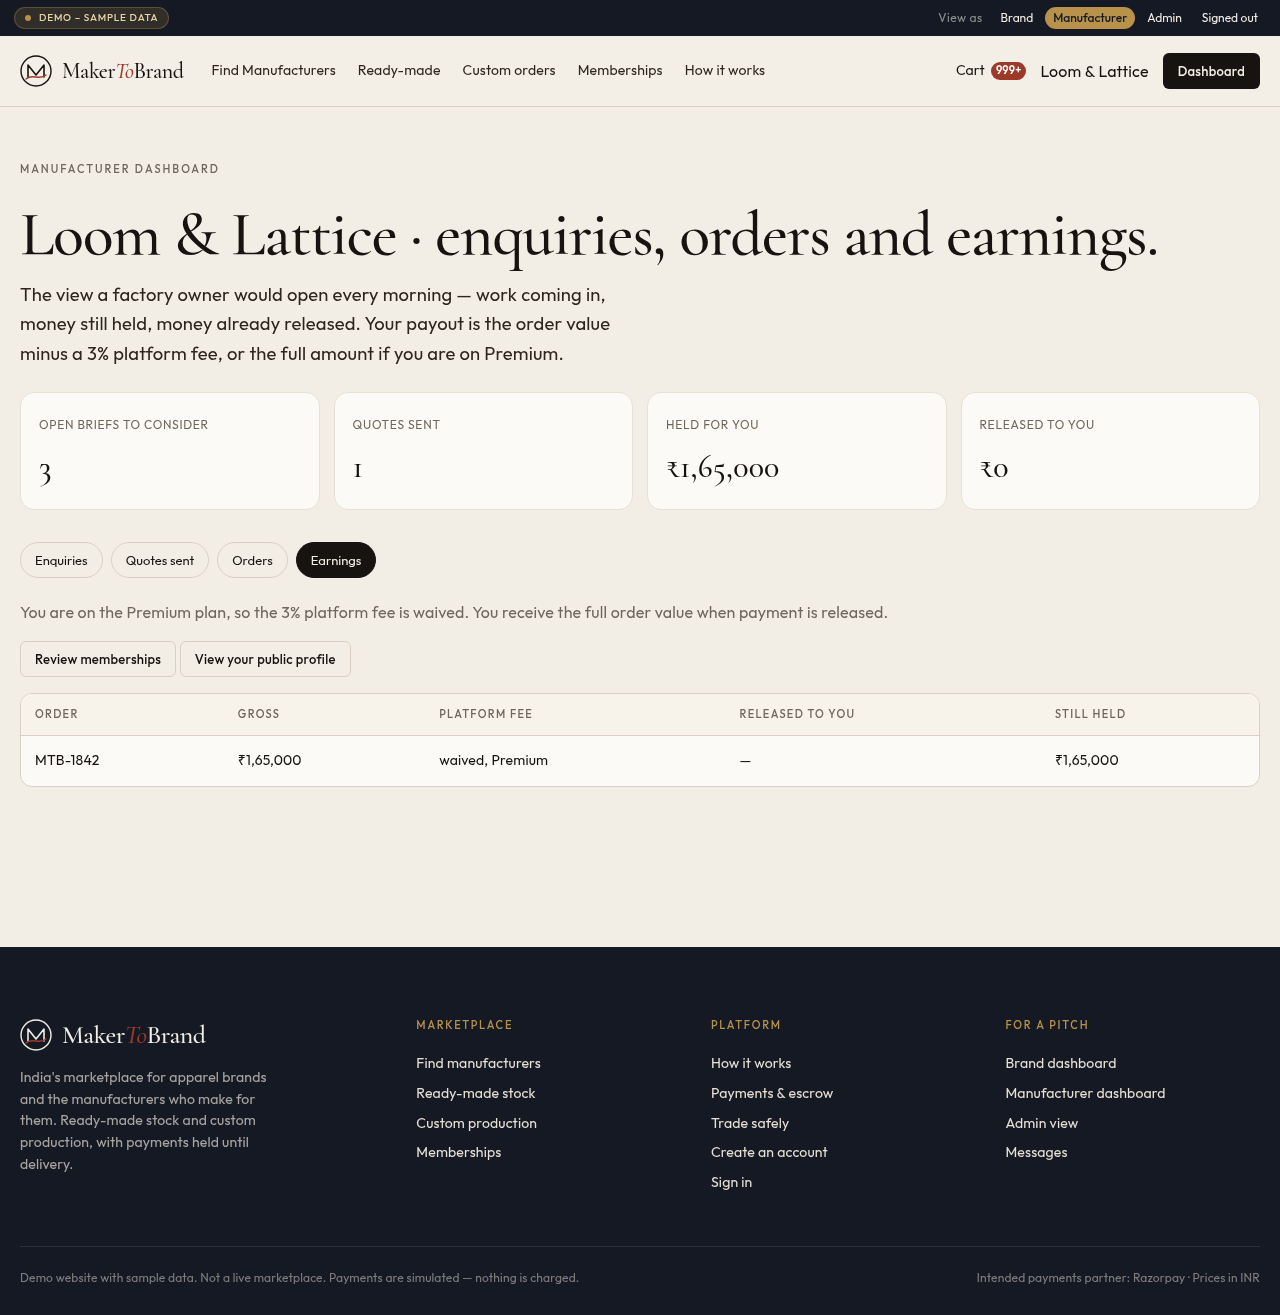 DEMO – SAMPLE DATA
View as Brand Manufacturer Admin Signed out
MakerToBrand Find Manufacturers Ready-made Custom orders Memberships How it works Cart 999+ Loom & Lattice Dashboard
MANUFACTURER DASHBOARD
Loom & Lattice · enquiries, orders and earnings.
The view a factory owner would open every morning — work coming in,
money still held, money already released. Your payout is the order value
minus a 3% platform fee, or the full amount if you are on Premium.
OPEN BRIEFS TO CONSIDER
3
QUOTES SENT
1
HELD FOR YOU
₹1,65,000
RELEASED TO YOU
₹0
Enquiries Quotes sent Orders Earnings
You are on the Premium plan, so the 3% platform fee is waived. You receive the full order value when payment is released.
Review memberships View your public profile
ORDER GROSS PLATFORM FEE RELEASED TO YOU STILL HELD
MTB-1842 ₹1,65,000 waived, Premium — ₹1,65,000
MakerToBrand
India's marketplace for apparel brands
and the manufacturers who make for
them. Ready-made stock and custom
production, with payments held until
delivery.
MARKETPLACE
Find manufacturers
Ready-made stock
Custom production
Memberships
PLATFORM
How it works
Payments & escrow
Trade safely
Create an account
Sign in
FOR A PITCH
Brand dashboard
Manufacturer dashboard
Admin view
Messages
Demo website with sample data. Not a live marketplace. Payments are simulated — nothing is charged.
Intended payments partner: Razorpay · Prices in INR